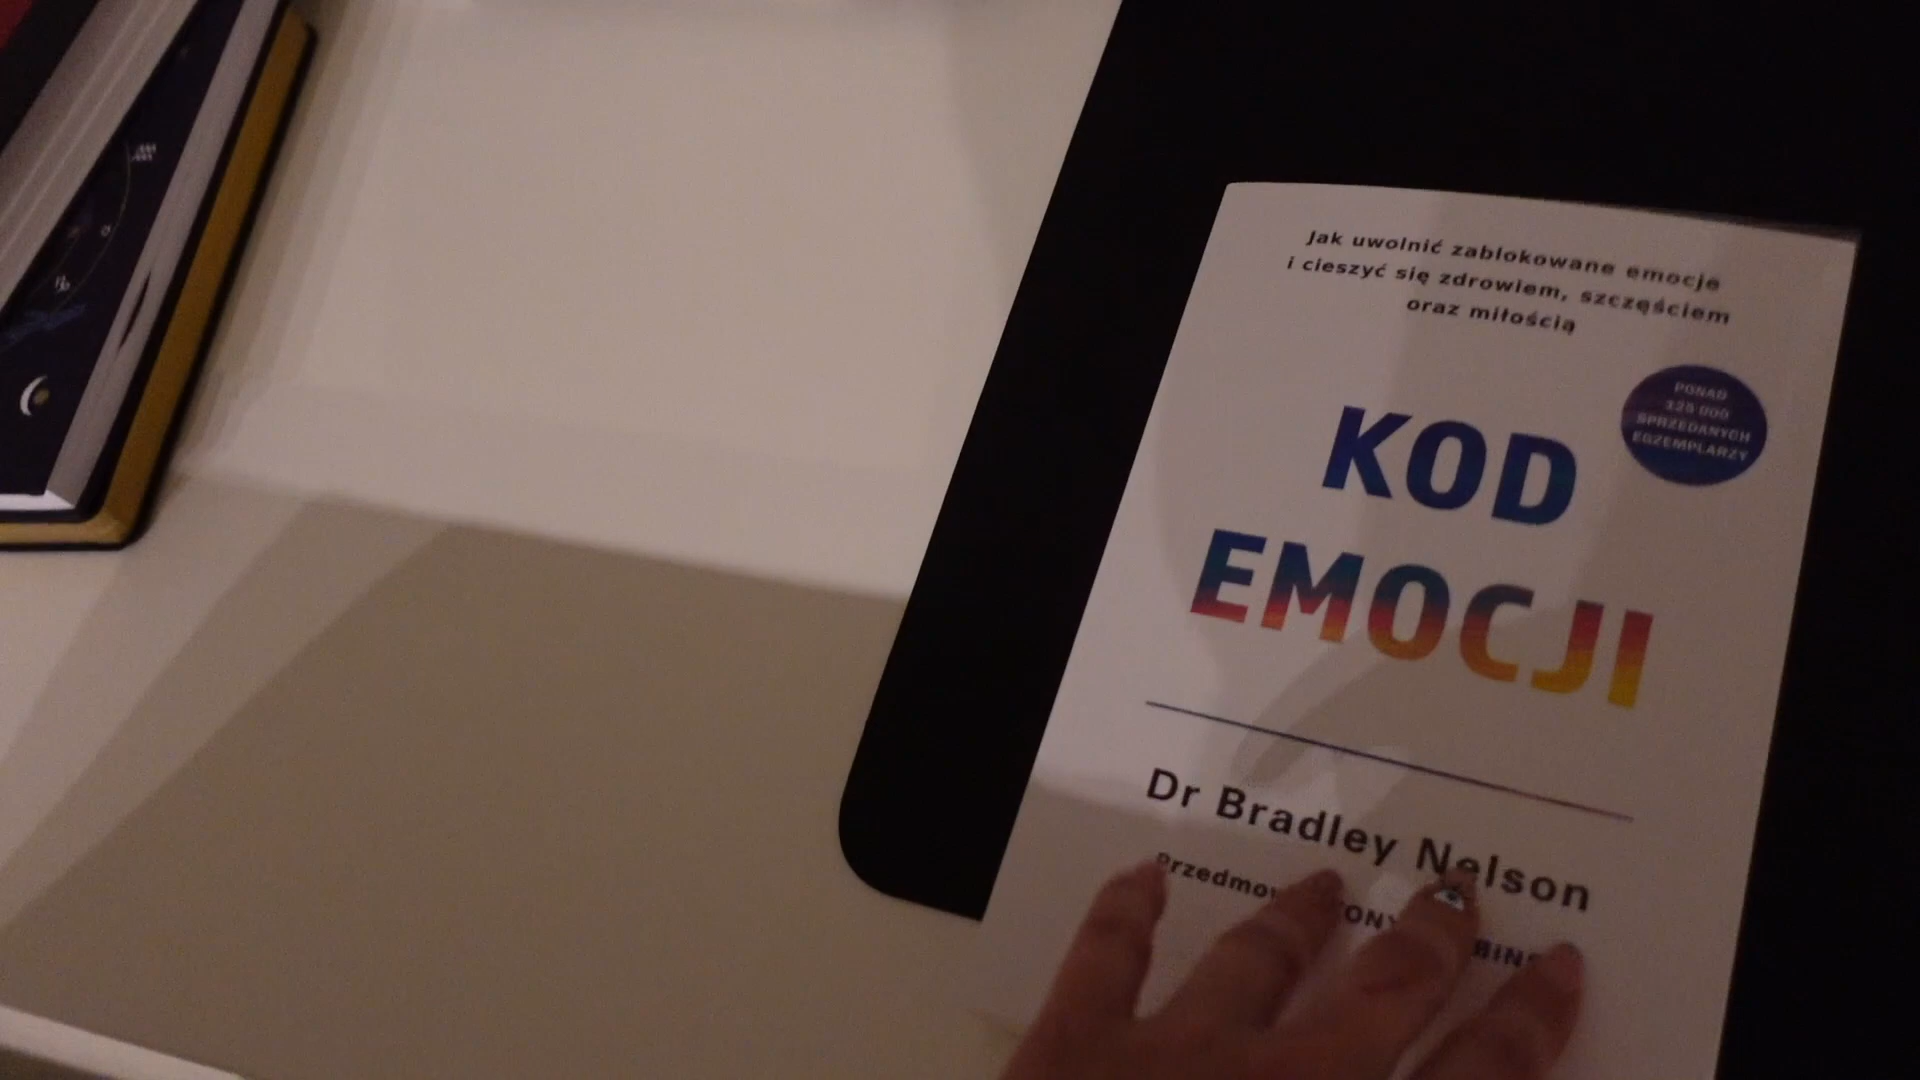 Jak uwolnić zablokowane emocje
i cieszyć się zdrowiem, szczęściem
oraz miłością
PONAD
125 000
SPRZEDANYCH
EGZEMPLARZY
KOD
EMOCJI
Dr Bradley Nelson